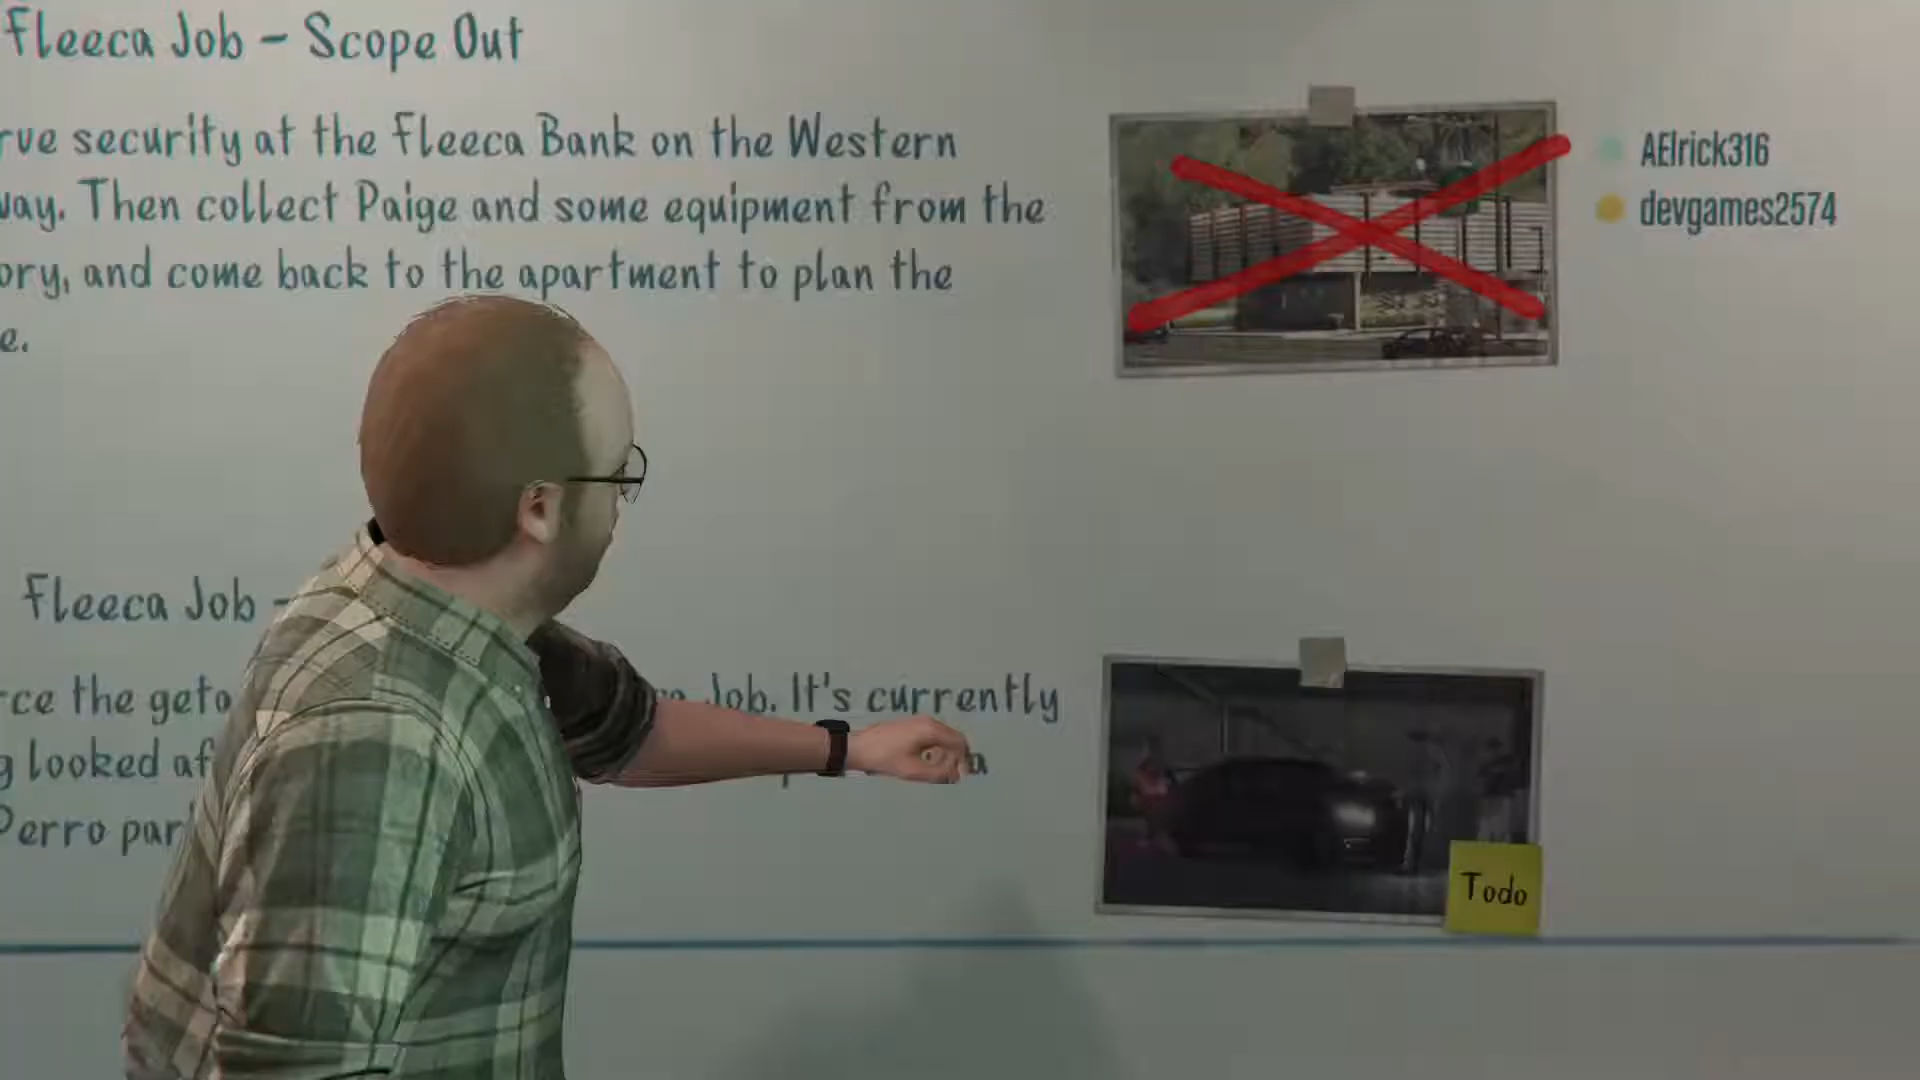 Fleeca Job - Scope Out
rve security at the Fleeca Bank on the Western
way. Then collect Paige and some equipment from the
ory, and come back to the apartment to plan the
e.
AElrick316
devgames2574
Fleeca Job -
rce the geto Job. It's currently
g looked af a
Perro par
Todo